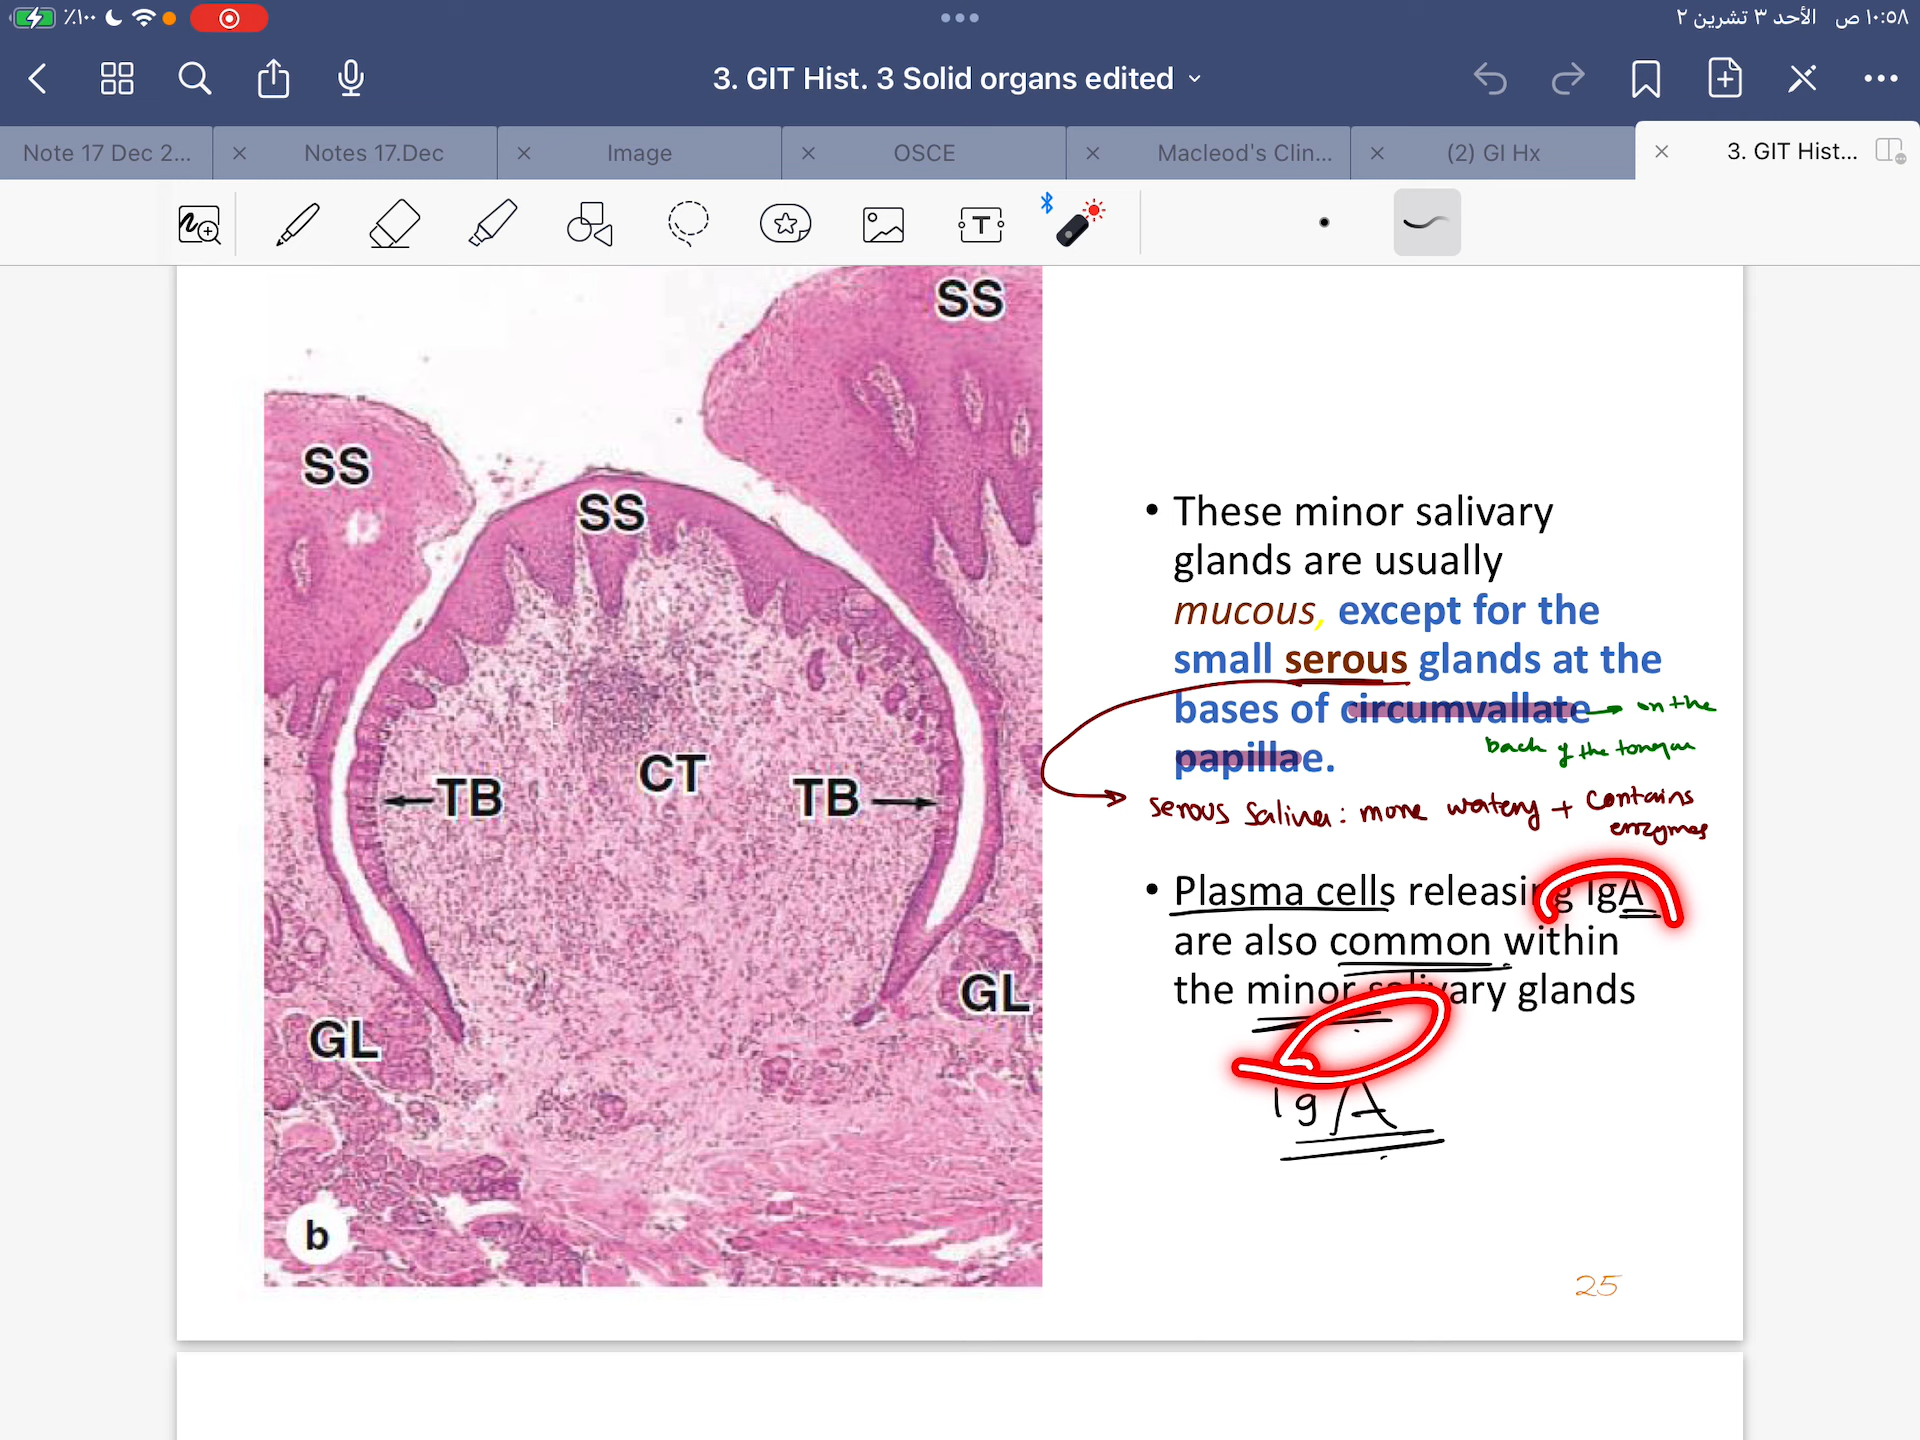 ٪١٠٠
١٠:٥٨ ص الأحد ٣ تشرين ٢
3. GIT Hist. 3 Solid organs edited
Note 17 Dec 2...
Notes 17.Dec
Image
OSCE
Macleod's Clin...
(2) GI Hx
3. GIT Hist...
T
SS
SS
SS
TB
CT
TB
GL
GL
b
• These minor salivary
glands are usually
mucous, except for the
small serous glands at the
bases of circumvallate → on the
papillae. back of the tongue
serous saliva: more watery + contains
enzymes
• Plasma cells releasing IgA
are also common within
the minor salivary glands
IgA
25